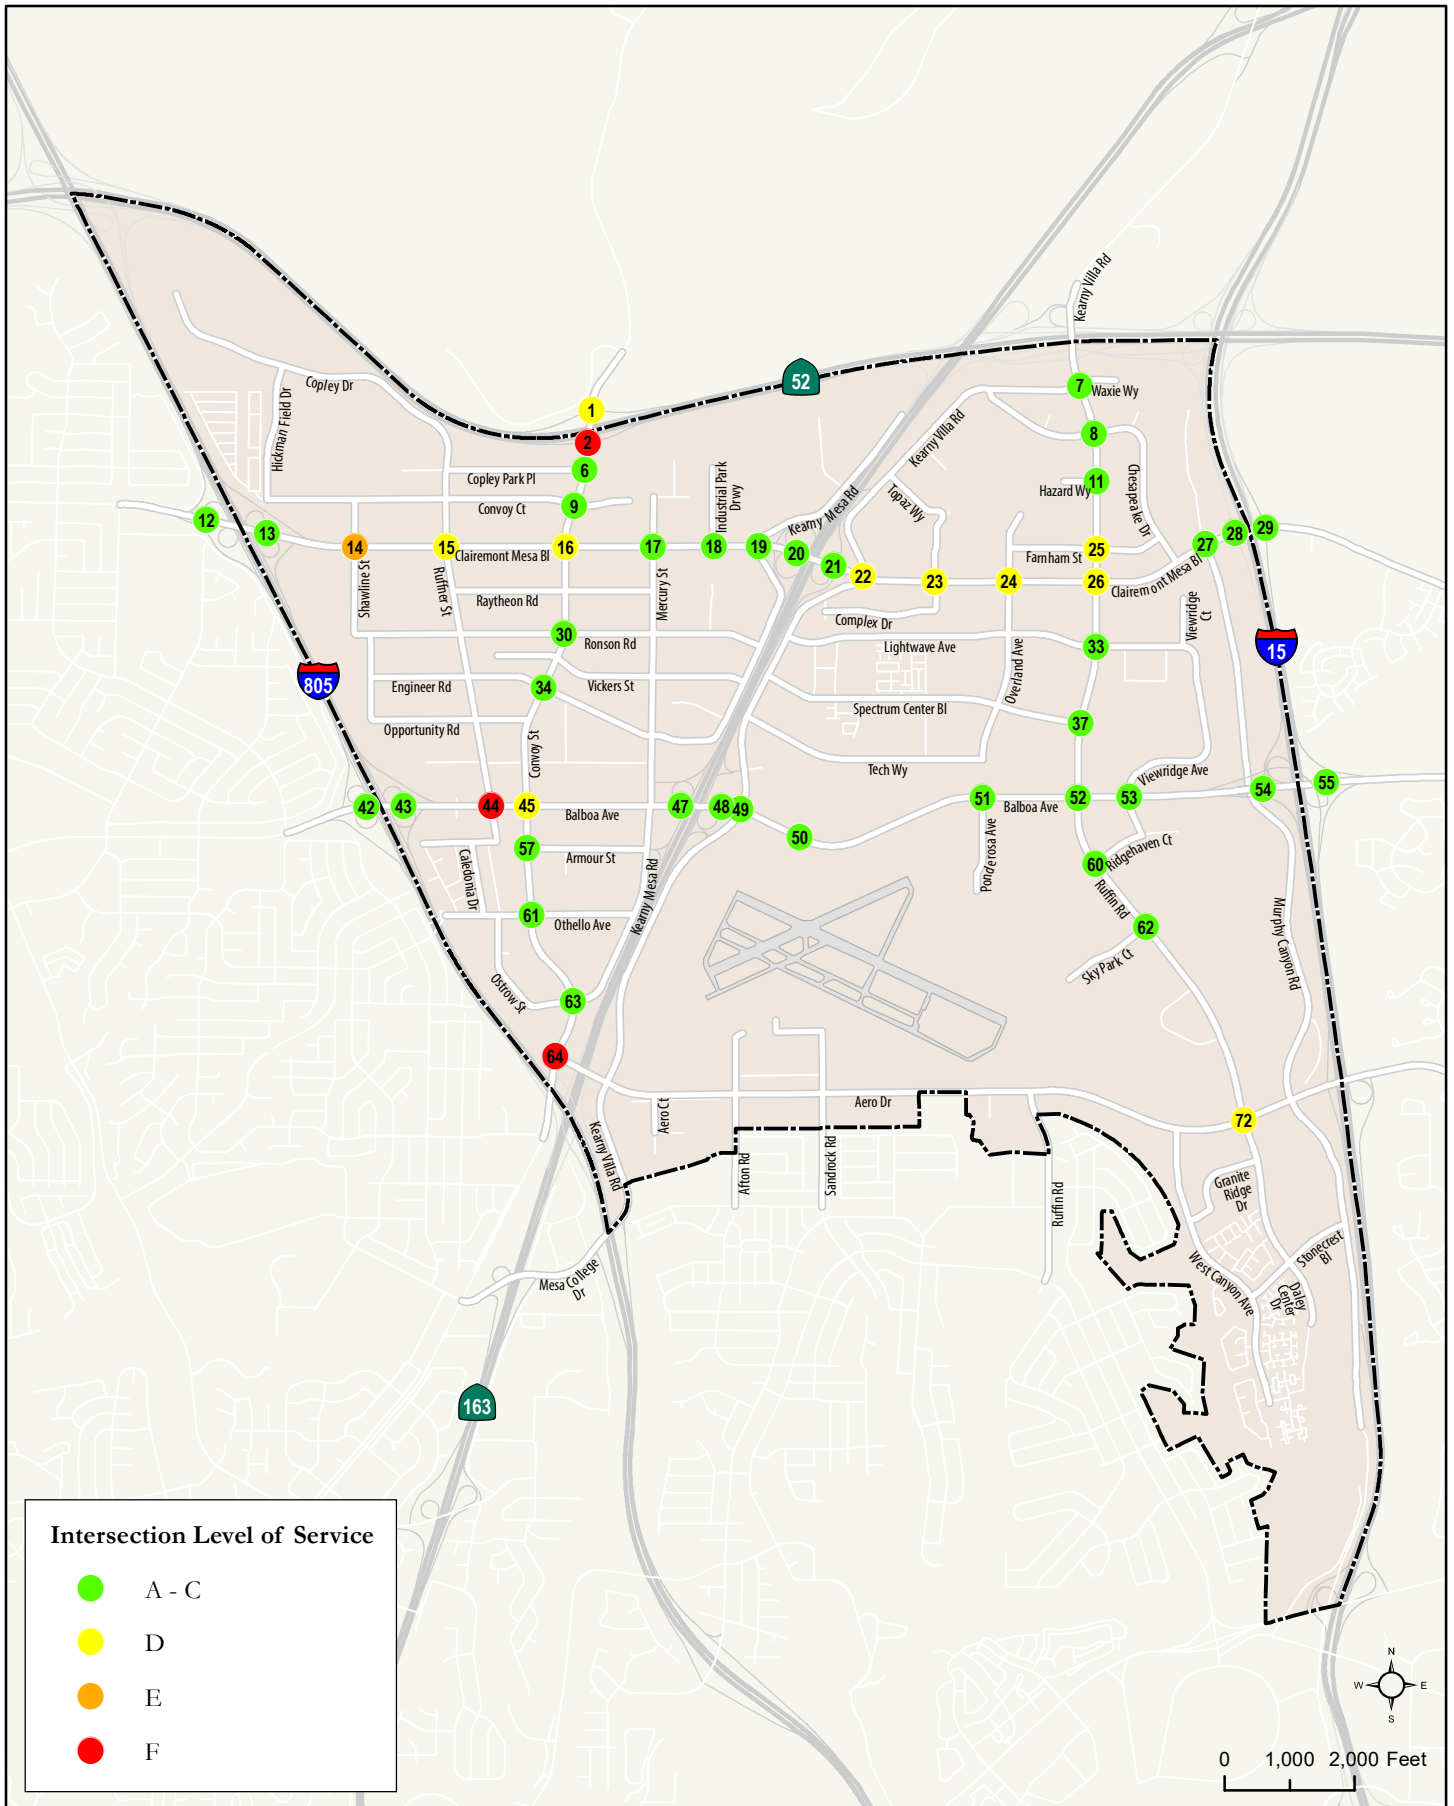 Kearny Villa Rd
52
7
Waxie Wy
Copley Dr
Hickman Field Dr
1
2
8
Kearny Villa Rd
6
Copley Park Pl
Industrial Park
Drwy
Kearny Mesa Rd
Topaz Wy
Hazard Wy
11
Chesapeake Dr
9
Convoy Ct
12
13
14
15
Clairemont Mesa Bl
16
17
18
19
20
21
22
23
24
25
Farnham St
26
Clairemont Mesa Bl
27
28
29
Shawline St
Ruffner St
Raytheon Rd
Mercury St
Complex Dr
Viewridge
Ct
30
Ronson Rd
Lightwave Ave
33
15
805
Engineer Rd
34
Vickers St
Overland Ave
Spectrum Center Bl
37
Opportunity Rd
Convoy St
Tech Wy
Viewridge Ave
42
43
44
45
Balboa Ave
47
48
49
50
51
Balboa Ave
52
53
54
55
57
Armour St
Ponderosa Ave
60
Ridgehaven Ct
Caledonia Dr
Kearny Mesa Rd
Ruffin Rd
61
Othello Ave
62
Sky Park Ct
Murphy Canyon Rd
Ostrow St
63
64
Aero Ct
Aero Dr
72
Kearny Villa Rd
Afton Rd
Sandrock Rd
Ruffin Rd
Granite
Ridge
Dr
Stonecrest
Bl
West Canyon Ave
Daley
Center
Dr
Mesa College
Dr
163
Intersection Level of Service
A - C
D
E
F
N
W
E
S
0 1,000 2,000 Feet